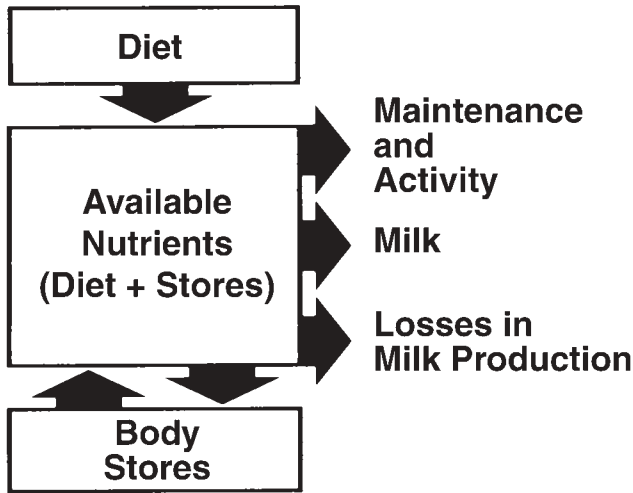 Diet
Available
Nutrients
(Diet + Stores)
Maintenance
and
Activity
Milk
Losses in
Milk Production
Body
Stores